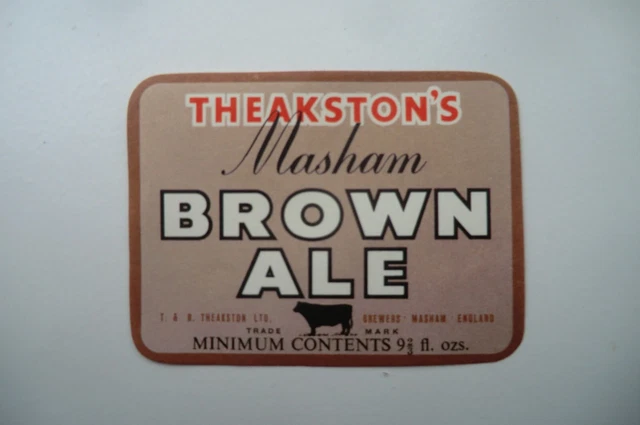 THEAKSTON'S
Masham
BROWN
ALE
T. & R. THEAKSTON LTD. BREWERS · MASHAM · ENGLAND
TRADE MARK
MINIMUM CONTENTS 9⅔ fl. ozs.